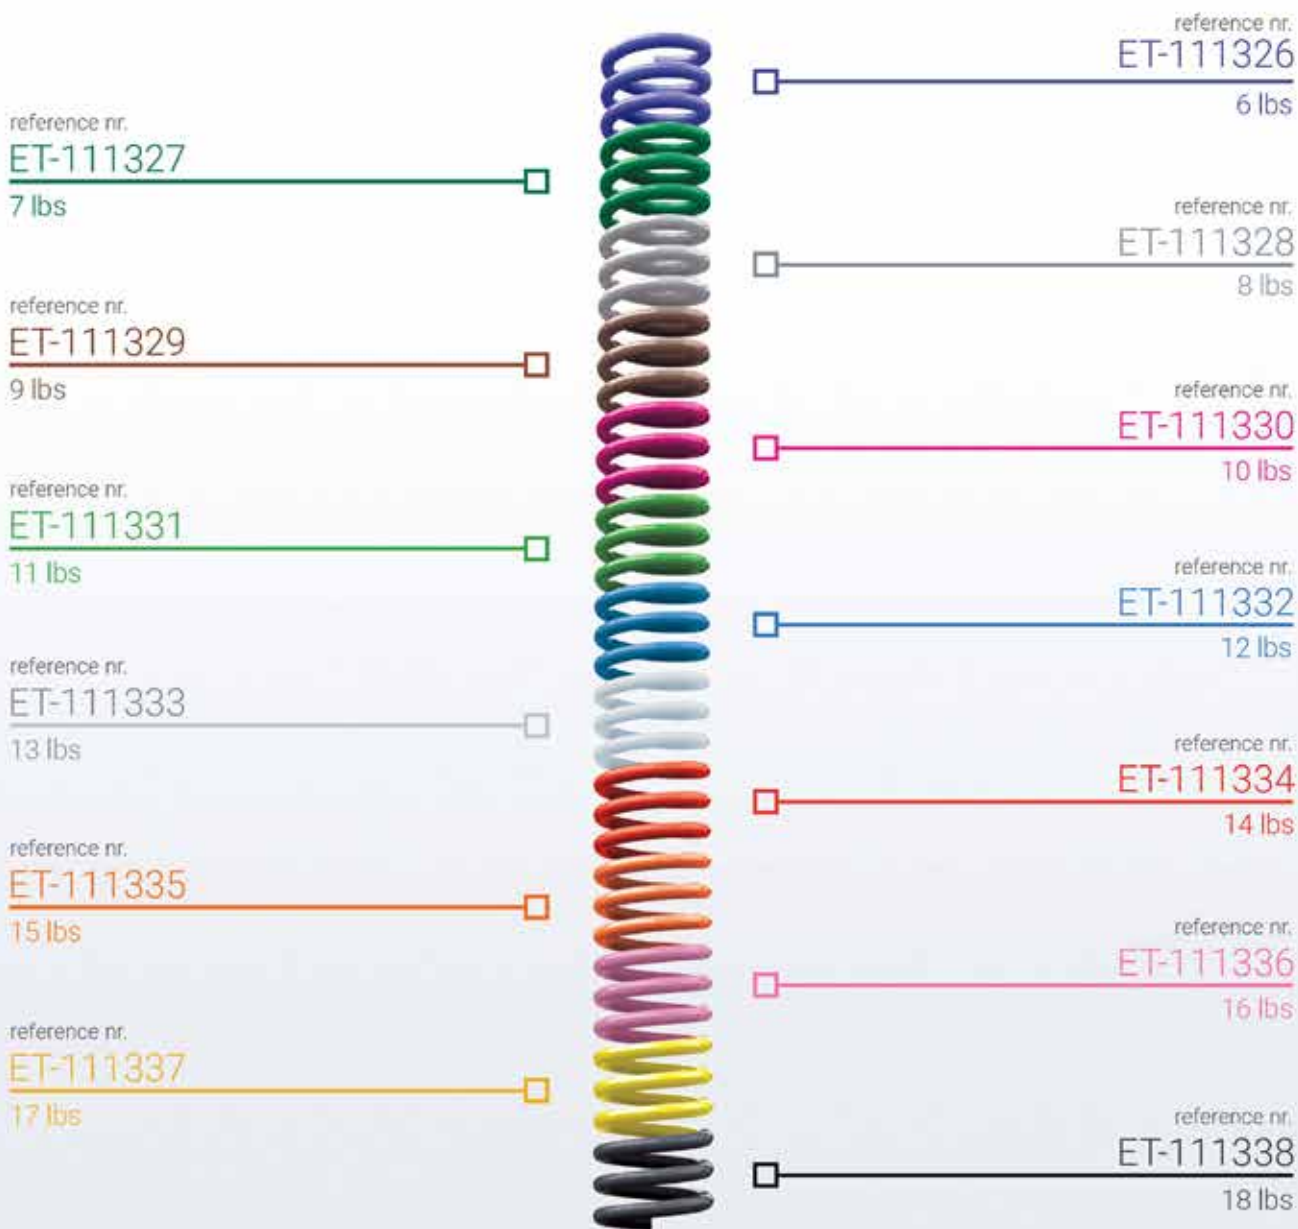 reference nr.
ET-111326
6 lbs
reference nr.
ET-111327
7 lbs
reference nr.
ET-111328
8 lbs
reference nr.
ET-111329
9 lbs
reference nr.
ET-111330
10 lbs
reference nr.
ET-111331
11 lbs
reference nr.
ET-111332
12 lbs
reference nr.
ET-111333
13 lbs
reference nr.
ET-111334
14 lbs
reference nr.
ET-111335
15 lbs
reference nr.
ET-111336
16 lbs
reference nr.
ET-111337
17 lbs
reference nr.
ET-111338
18 lbs